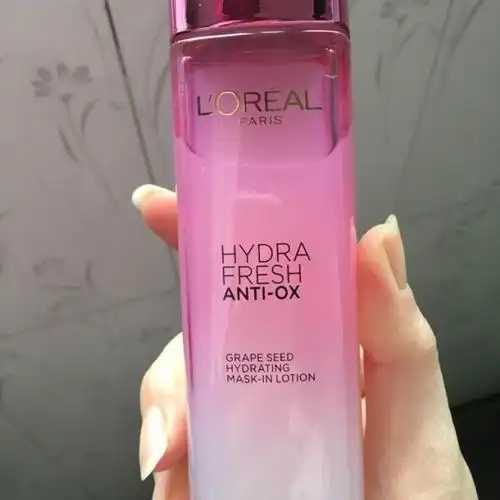 L'ORÉAL
PARIS
HYDRA
FRESH
ANTI-OX
GRAPE SEED
HYDRATING
MASK-IN LOTION